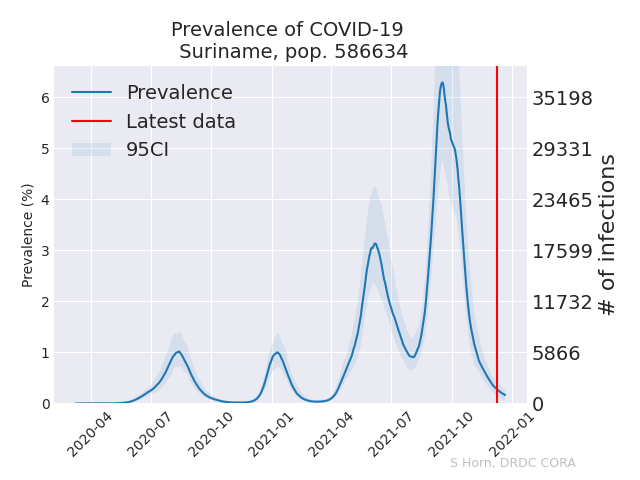 Prevalence of COVID-19
Suriname, pop. 586634
Prevalence
Latest data
95CI
Prevalence (%)
6
5
4
3
2
1
0
35198
29331
23465
17599
11732
5866
0
# of infections
2020-04
2020-07
2020-10
2021-01
2021-04
2021-07
2021-10
2022-01
S Horn, DRDC CORA